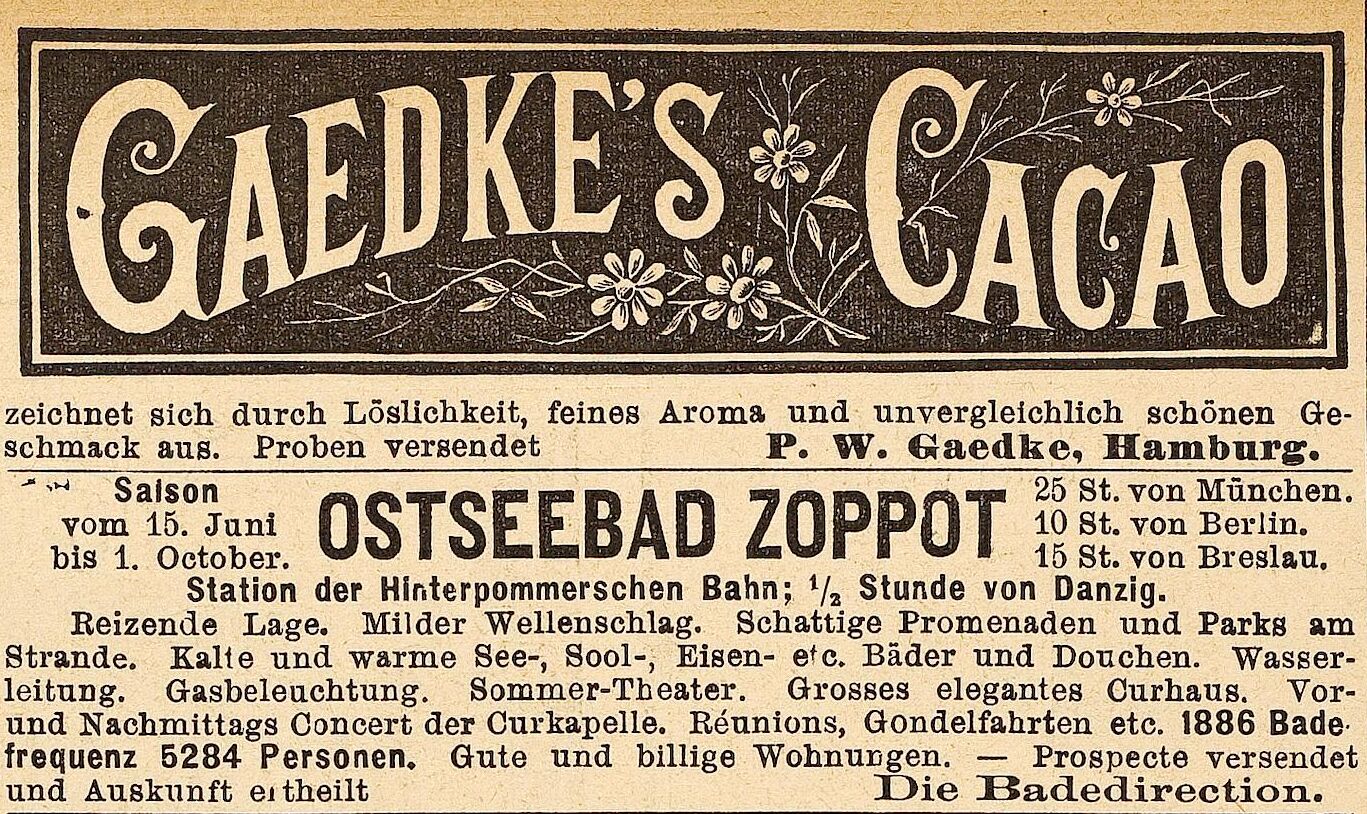 GAEDKE'S CACAO
zeichnet sich durch Löslichkeit, feines Aroma und unvergleichlich schönen Ge-
schmack aus. Proben versendet P. W. Gaedke, Hamburg.
Saison
vom 15. Juni
bis 1. October.
OSTSEEBAD ZOPPOT
25 St. von München.
10 St. von Berlin.
15 St. von Breslau.
Station der Hinterpommerschen Bahn; 1/2 Stunde von Danzig.
Reizende Lage. Milder Wellenschlag. Schattige Promenaden und Parks am
Strande. Kalte und warme See-, Sool-, Eisen- etc. Bäder und Douchen. Wasser-
leitung. Gasbeleuchtung. Sommer-Theater. Grosses elegantes Curhaus. Vor-
und Nachmittags Concert der Curkapelle. Réunions, Gondelfahrten etc. 1886 Bade-
frequenz 5284 Personen. Gute und billige Wohnungen. — Prospecte versendet
und Auskunft ertheilt Die Badedirection.